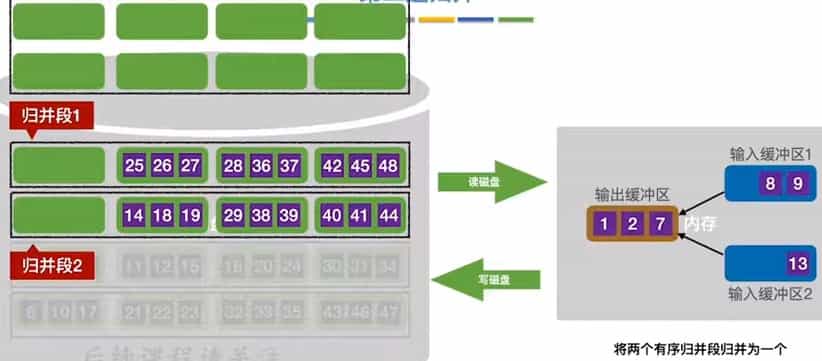 归并段1
25 26 27 28 36 37 42 45 48
14 18 19 29 38 39 40 41 44
归并段2
11 12 15 16 20 24 30 31 34
6 10 17 21 22 23 32 33 35 43 46 47
读磁盘
写磁盘
输入缓冲区1
8 9
输出缓冲区
1 2 7
内存
13
输入缓冲区2
将两个有序归并段归并为一个